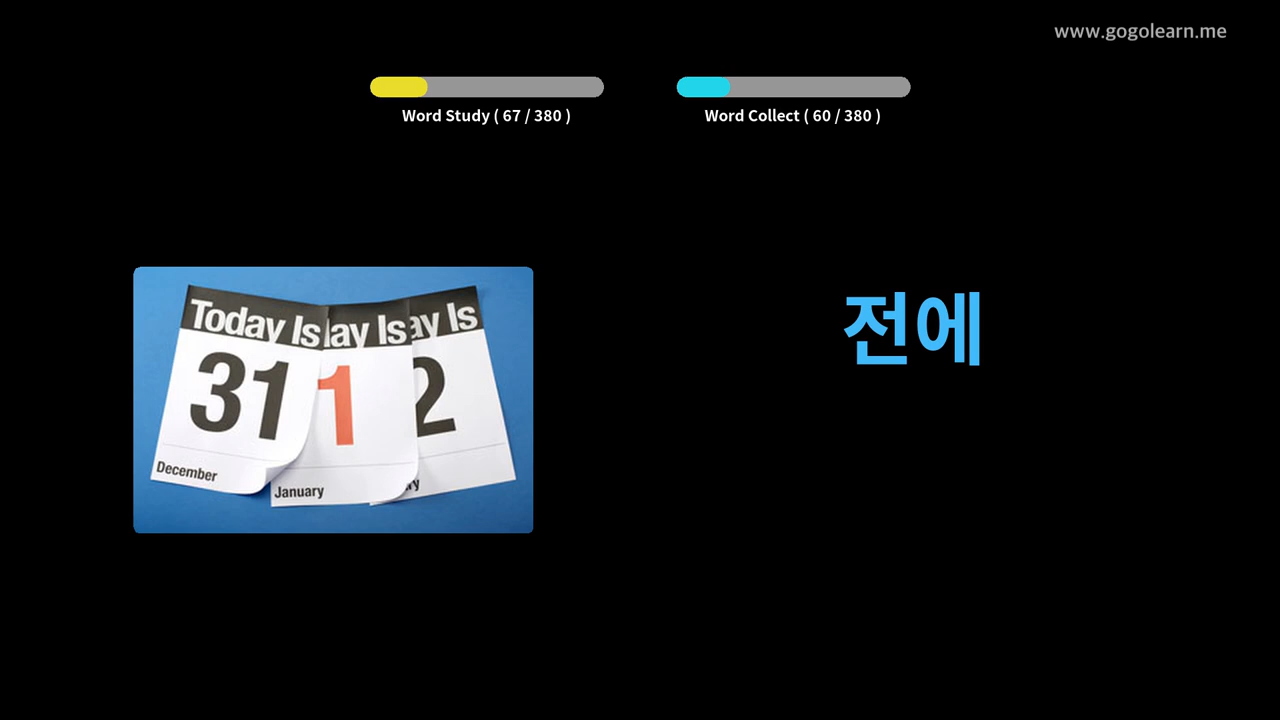 www.gogolearn.me
Word Study ( 67 / 380 )
Word Collect ( 60 / 380 )
Today Is
ay Is
ay Is
31
1
2
December
January
ry
전에